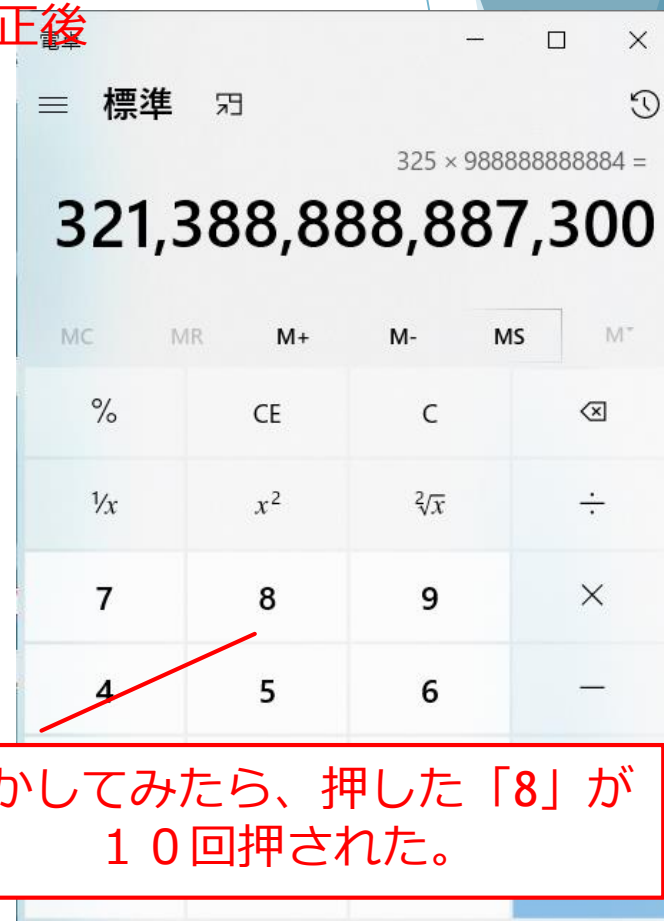 正後
電卓
標準
325 × 988888888884 =
321,388,888,887,300
MC MR M+ M- MS M˅
% CE C
¹⁄x x² ²√x ÷
7 8 9 ×
4 5 6 −
かしてみたら、押した「8」が
１０回押された。